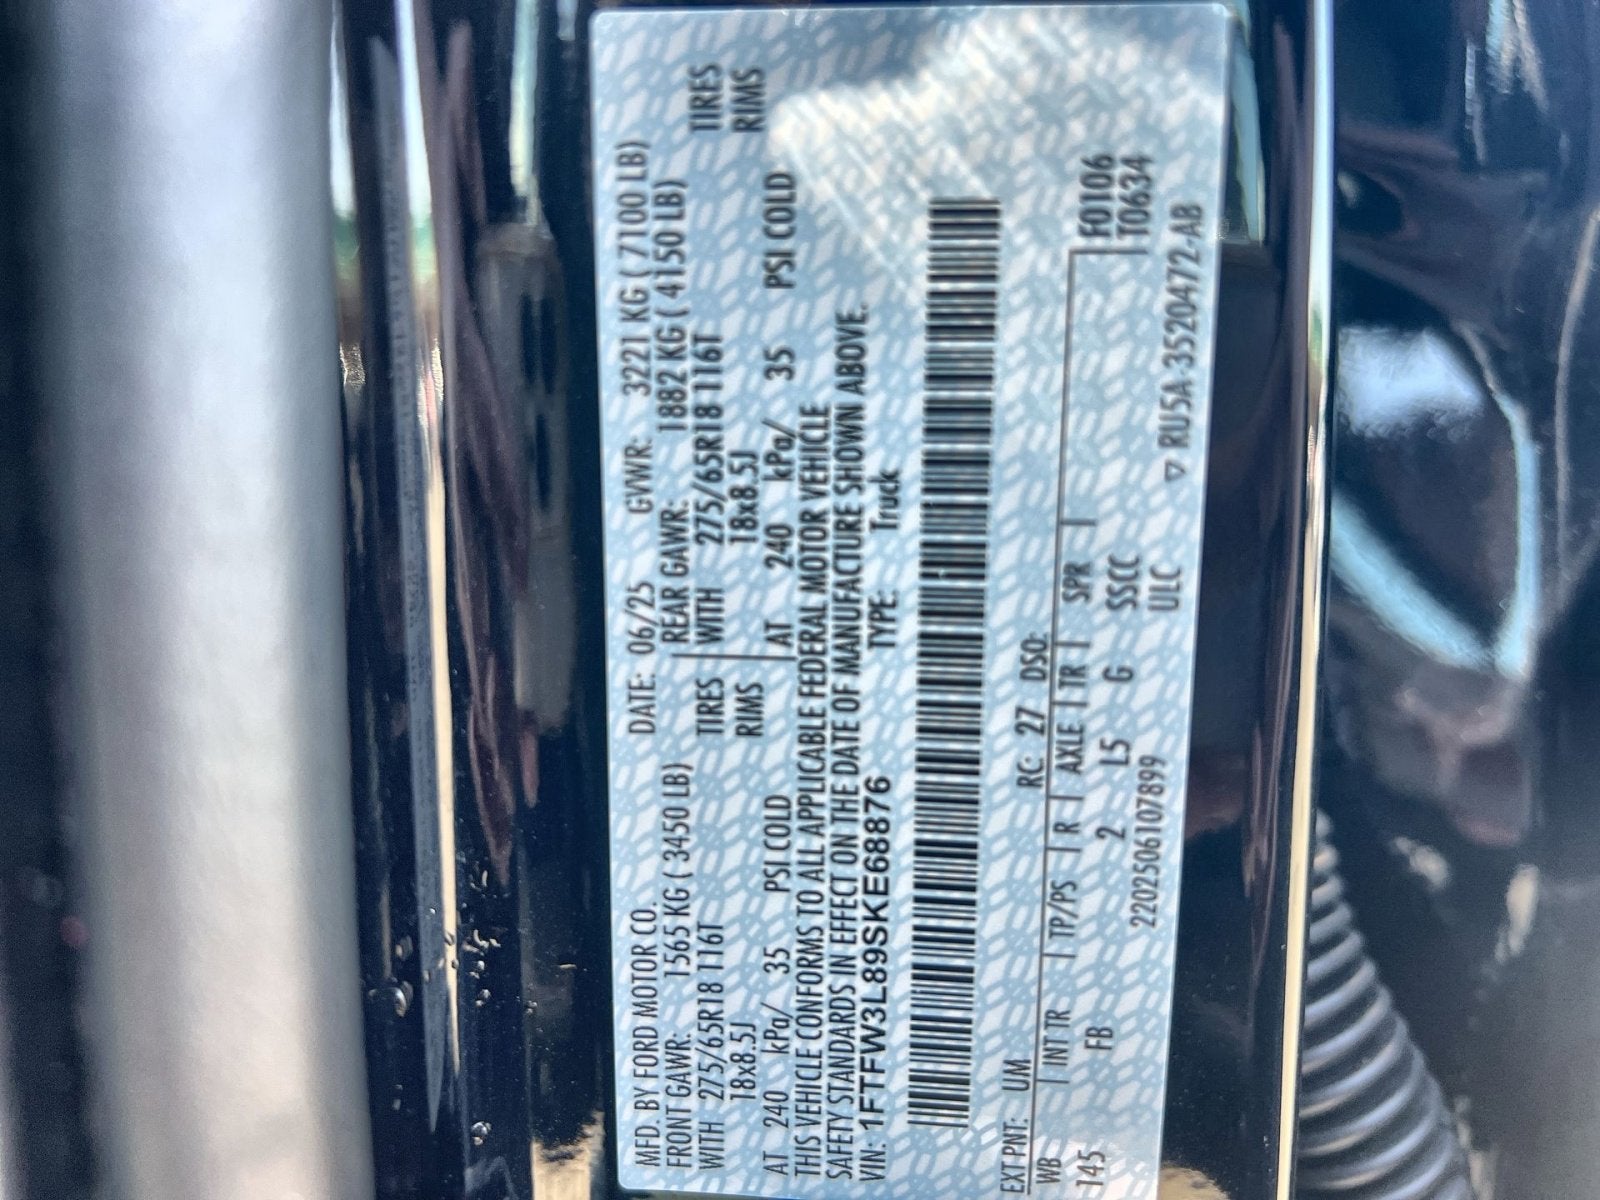 MFD. BY FORD MOTOR CO. DATE: 06/25 GVWR: 3221 KG ( 7100 LB)
FRONT GAWR: 1565 KG ( 3450 LB) REAR GAWR: 1882 KG ( 4150 LB)
WITH 275/65R18 116T TIRES WITH 275/65R18 116T TIRES
18x8.5J RIMS 18x8.5J RIMS
AT 240 kPa/ 35 PSI COLD AT 240 kPa/ 35 PSI COLD
THIS VEHICLE CONFORMS TO ALL APPLICABLE FEDERAL MOTOR VEHICLE
SAFETY STANDARDS IN EFFECT ON THE DATE OF MANUFACTURE SHOWN ABOVE.
VIN: 1FTFW3L89SKE68876 TYPE: Truck
EXT PNT: UM RC: 27 DSO:
WB INT TR TP/PS R AXLE TR SPR F0106
145 FB 2 L5 G SSCC T0634
2202506107899 ULC ▽ RU5A-3520472-AB